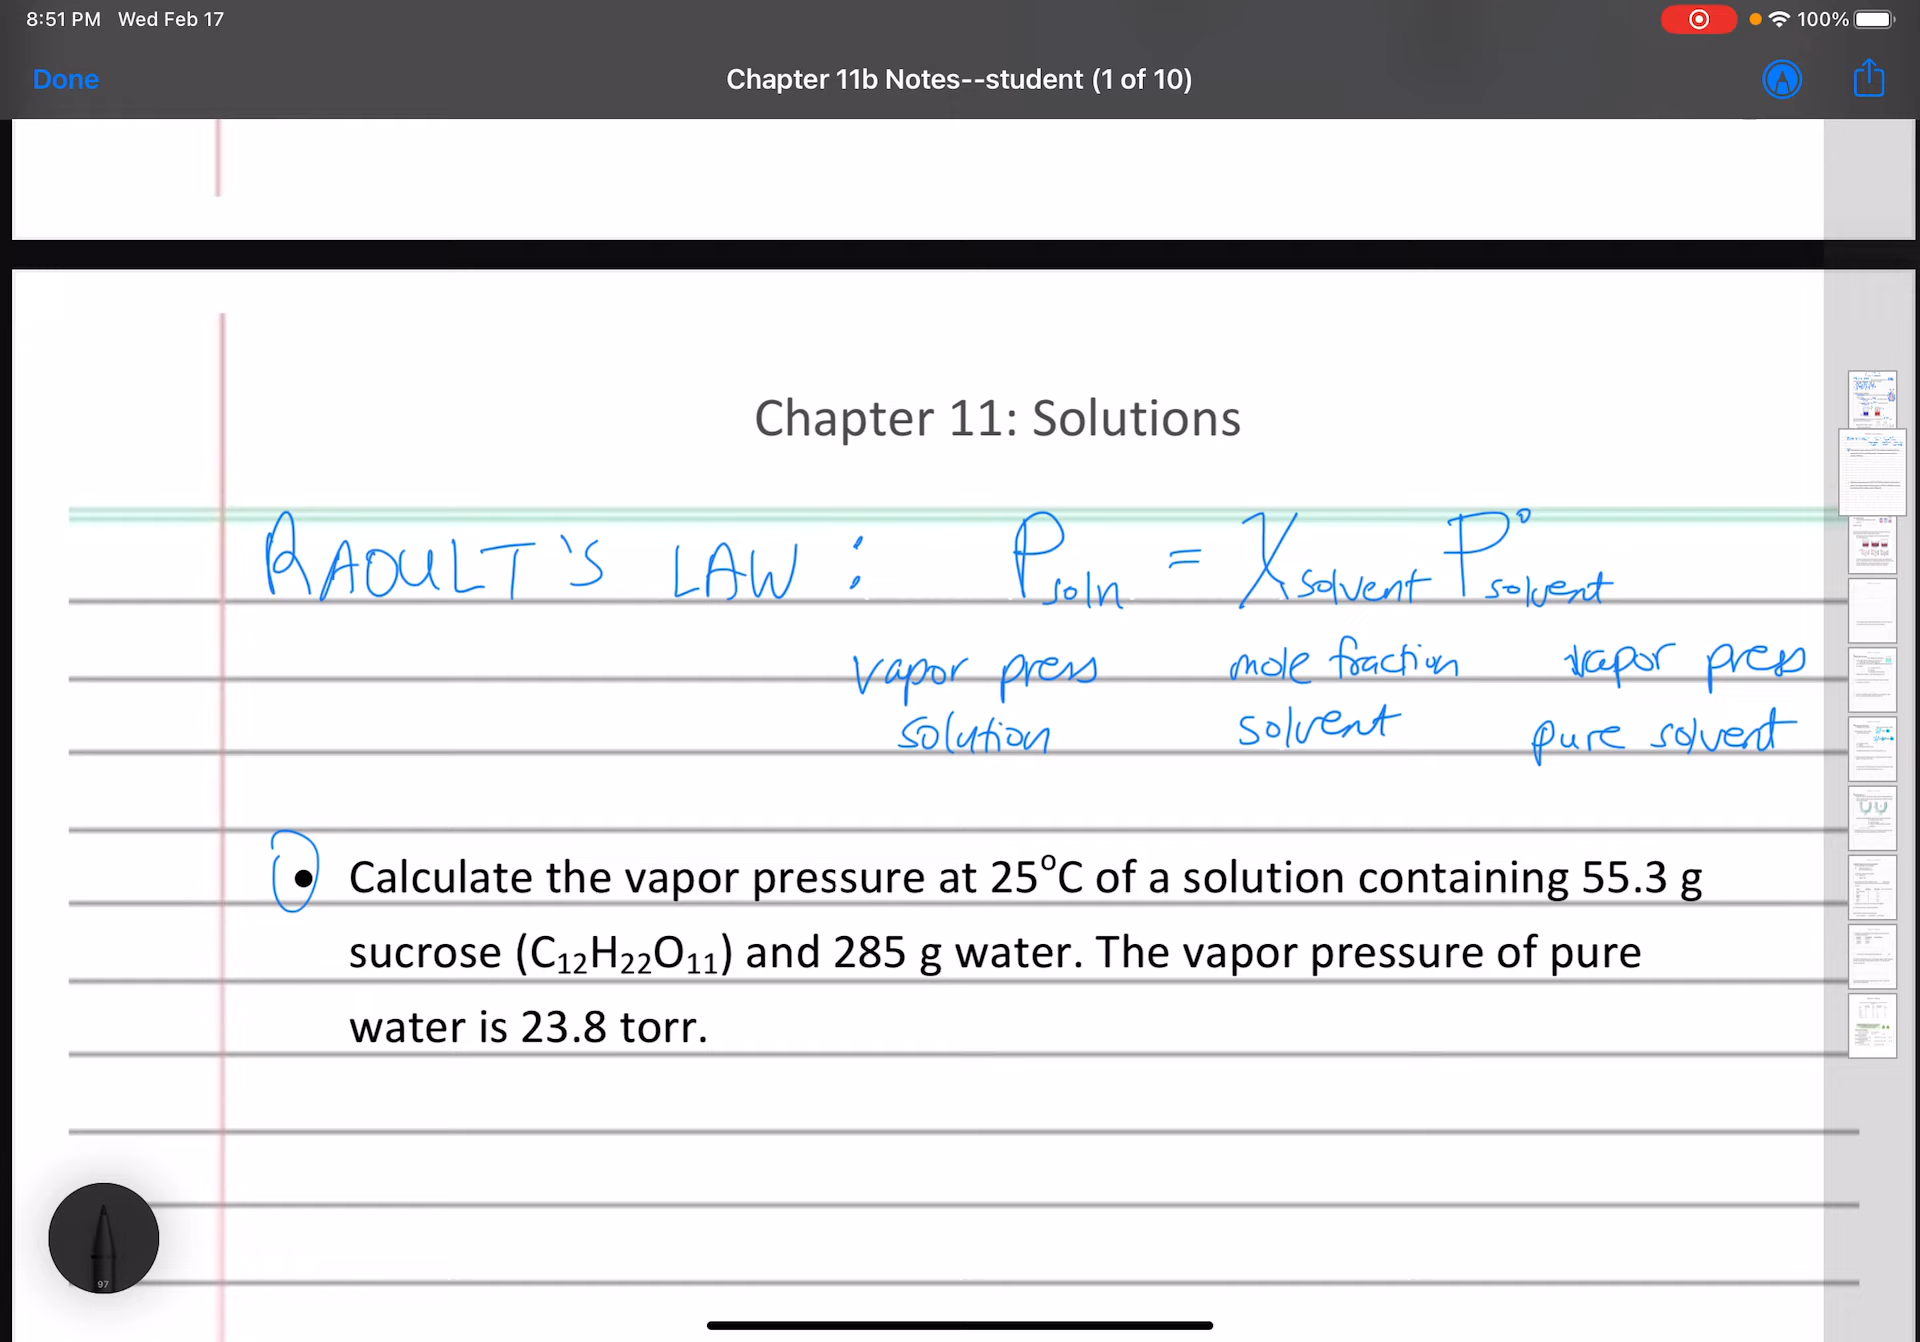 8:51 PM Wed Feb 17 100%
Done Chapter 11b Notes--student (1 of 10)
Chapter 11: Solutions
RAOULT'S LAW : Psoln = Xsolvent P°solvent
vapor press mole fraction vapor press
solution solvent pure solvent
• Calculate the vapor pressure at 25°C of a solution containing 55.3 g
sucrose (C₁₂H₂₂O₁₁) and 285 g water. The vapor pressure of pure
water is 23.8 torr.
97